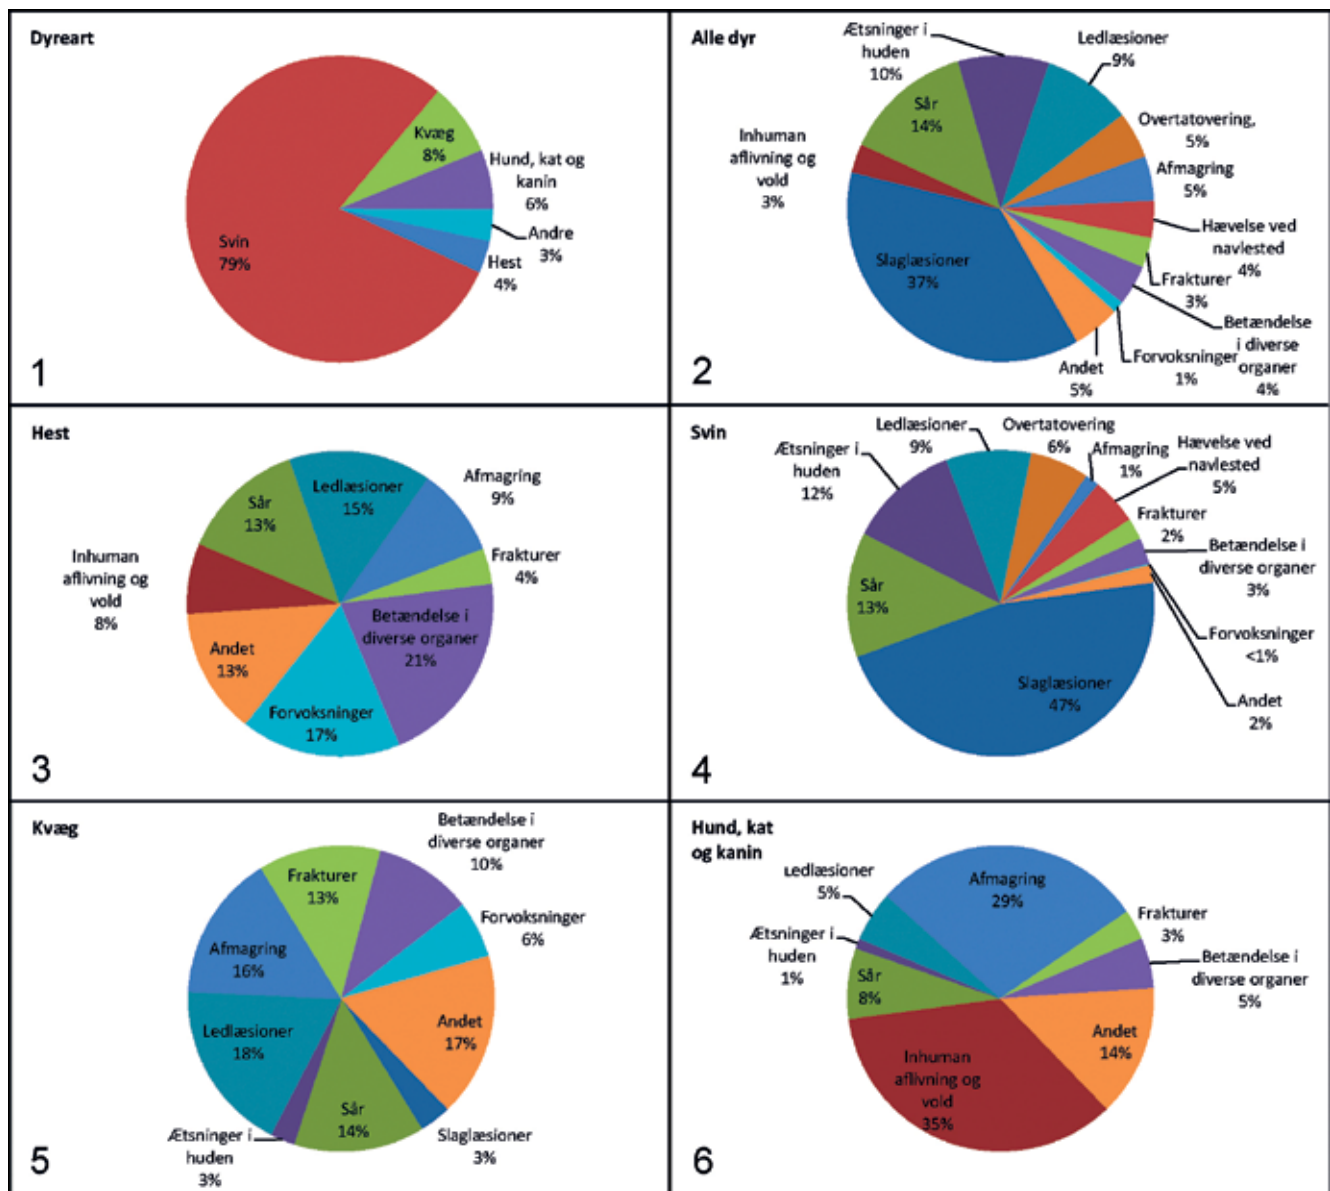 Dyreart
Kvæg
8%
Hund, kat og
kanin
6%
Andre
3%
Hest
4%
Svin
79%
1
Alle dyr
Ætsninger i
huden
10%
Ledlæsioner
9%
Sår
14%
Overtatovering,
5%
Inhuman
aflivning og
vold
3%
Afmagring
5%
Hævelse ved
navlested
4%
Slaglæsioner
37%
Frakturer
3%
Betændelse
i diverse
organer
4%
Forvoksninger
1%
Andet
5%
2
Hest
Ledlæsioner
15%
Afmagring
9%
Sår
13%
Frakturer
4%
Inhuman
aflivning og
vold
8%
Betændelse i
diverse organer
21%
Andet
13%
Forvoksninger
17%
3
Svin
Ledlæsioner
9%
Overtatovering
6%
Afmagring
1%
Hævelse ved
navlested
5%
Ætsninger i
huden
12%
Frakturer
2%
Betændelse i
diverse organer
3%
Sår
13%
Forvoksninger
<1%
Slaglæsioner
47%
Andet
2%
4
Kvæg
Betændelse i
diverse organer
10%
Frakturer
13%
Forvoksninger
6%
Afmagring
16%
Andet
17%
Ledlæsioner
18%
Sår
14%
Ætsninger i
huden
3%
Slaglæsioner
3%
5
Hund, kat
og kanin
Ledlæsioner
5%
Afmagring
29%
Frakturer
3%
Ætsninger i
huden
1%
Betændelse i
diverse organer
5%
Sår
8%
Andet
14%
Inhuman
aflivning og
vold
35%
6